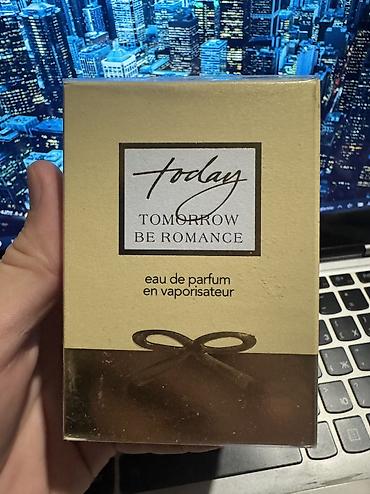 today
TOMORROW
BE ROMANCE
eau de parfum
en vaporisateur